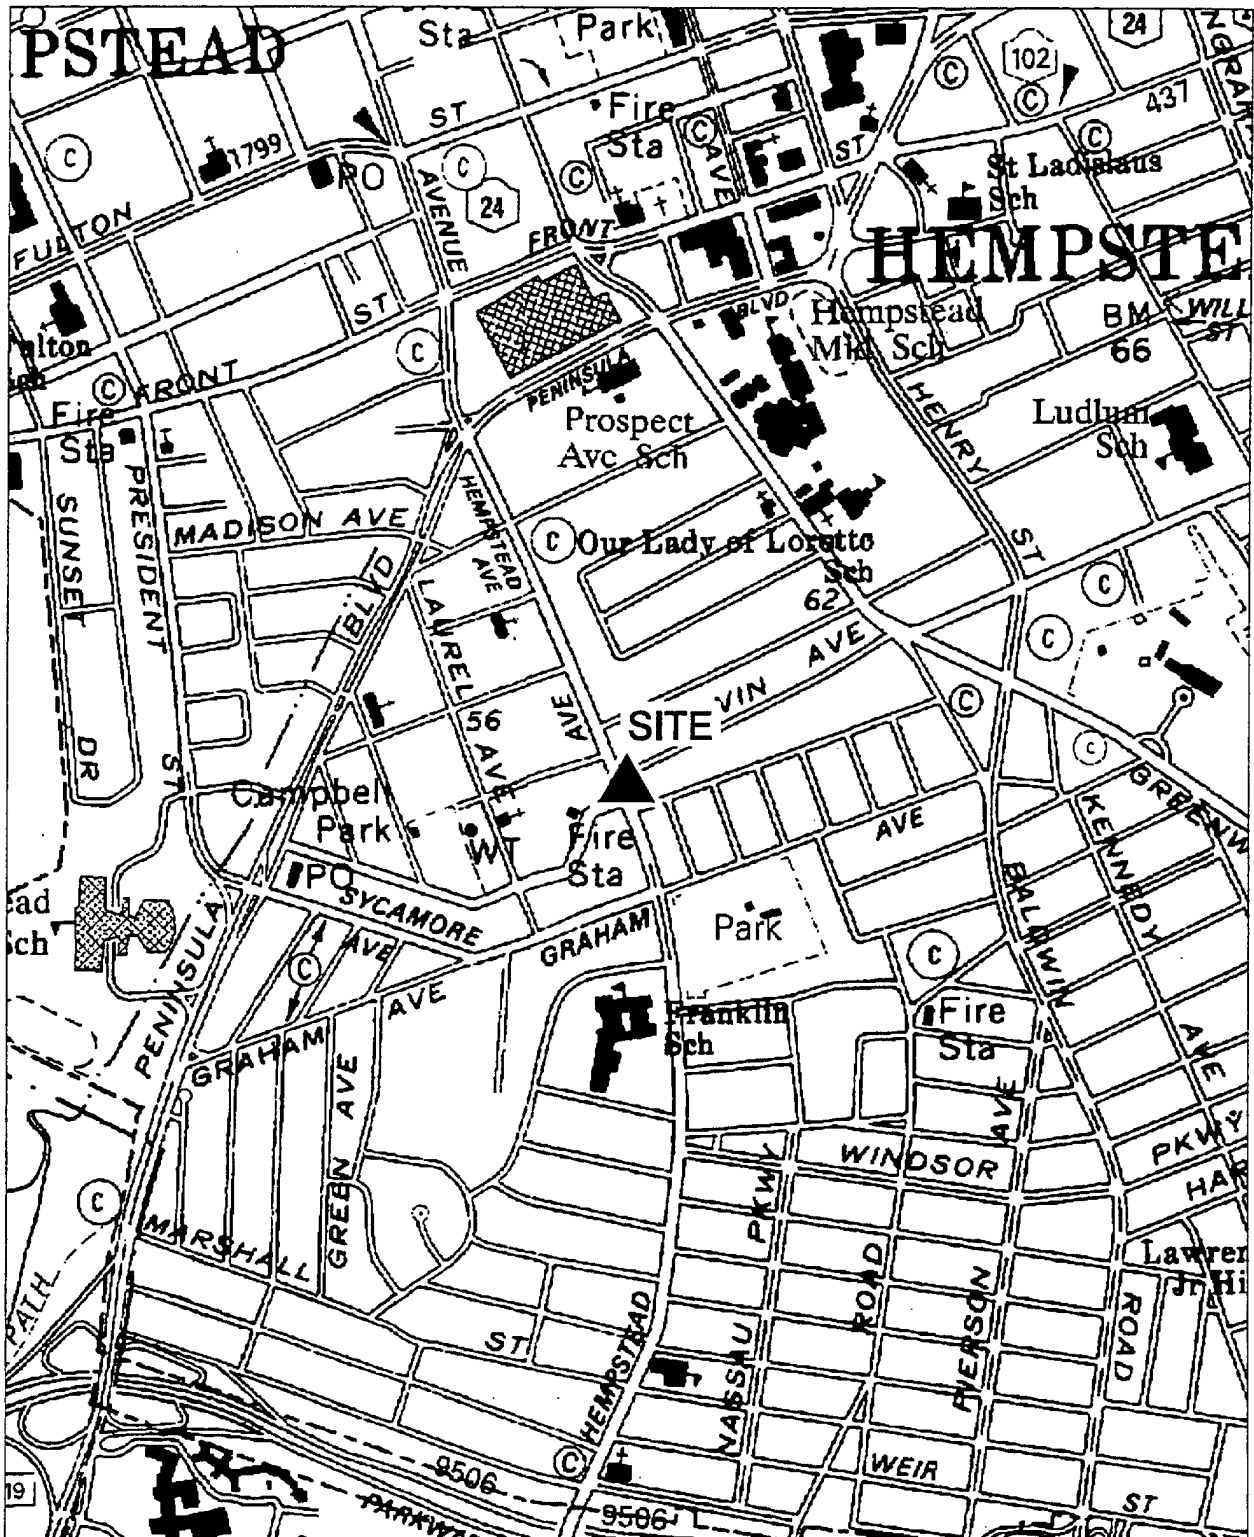 PSTEAD
Sta
Park
24
102
437
ST
Fire
Sta
C
C
C
AVE
ST
C
C
1799
PO
C
24
AVENUE
C
St Ladislaus
Sch
FULTON
FRONT
HEMPSTE
ST
BLVD
Hempstead
Mid Sch
BM
66
WILL
ST
C
PENINSULA
C
FRONT
Fire
Sta
Prospect
Ave Sch
HENRY
Ludlum
Sch
SUNSET
PRESIDENT
MADISON AVE
HEMPSTEAD
AVE
C
Our Lady of Loretto
Sch
ST
62
C
BLVD
LAUREL
AVE
C
VIN
AVE
C
56
SITE
DR
ST
AVE
C
Campbell
Park
WT
Fire
Sta
AVE
KENNEDY
GREENW
PO
SYCAMORE
AVE
ead
Sch
GRAHAM
Park
BALDWIN
C
C
PENINSULA
AVE
GRAHAM
Franklin
Sch
Fire
Sta
AVE
GREEN AVE
AVE
PKWY
WINDSOR
PKWY
HAR
C
MARSHALL
Lawren
Jr Hi
PATH
ROAD
PIERSON
ROAD
ST
HEMPSTEAD
NASSAU
C
WEIR
9506
19
9506
ST